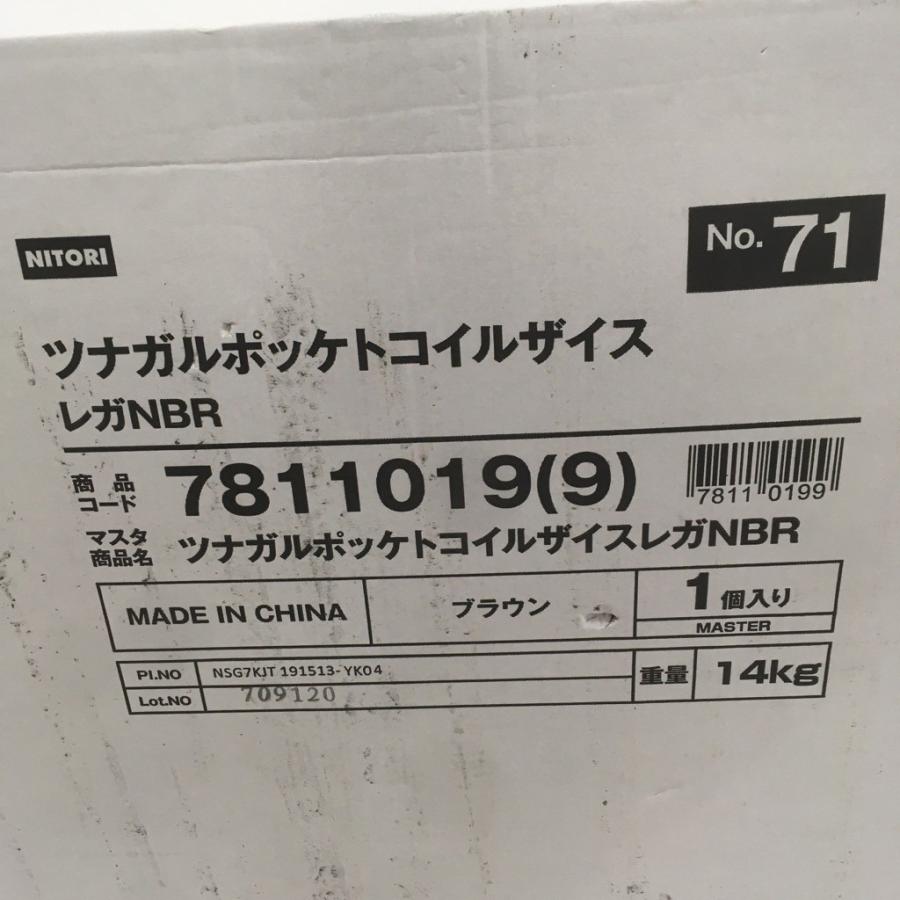 NITORI
No. 71
ツナガルポッケトコイルザイス
レガNBR
商品コード 7811019(9)
7811 0199
マスタ商品名 ツナガルポッケトコイルザイスレガNBR
MADE IN CHINA ブラウン 1個入り
MASTER
PI.NO NSG7KJT 191513-YK04 重量 14kg
Lot.NO 709120